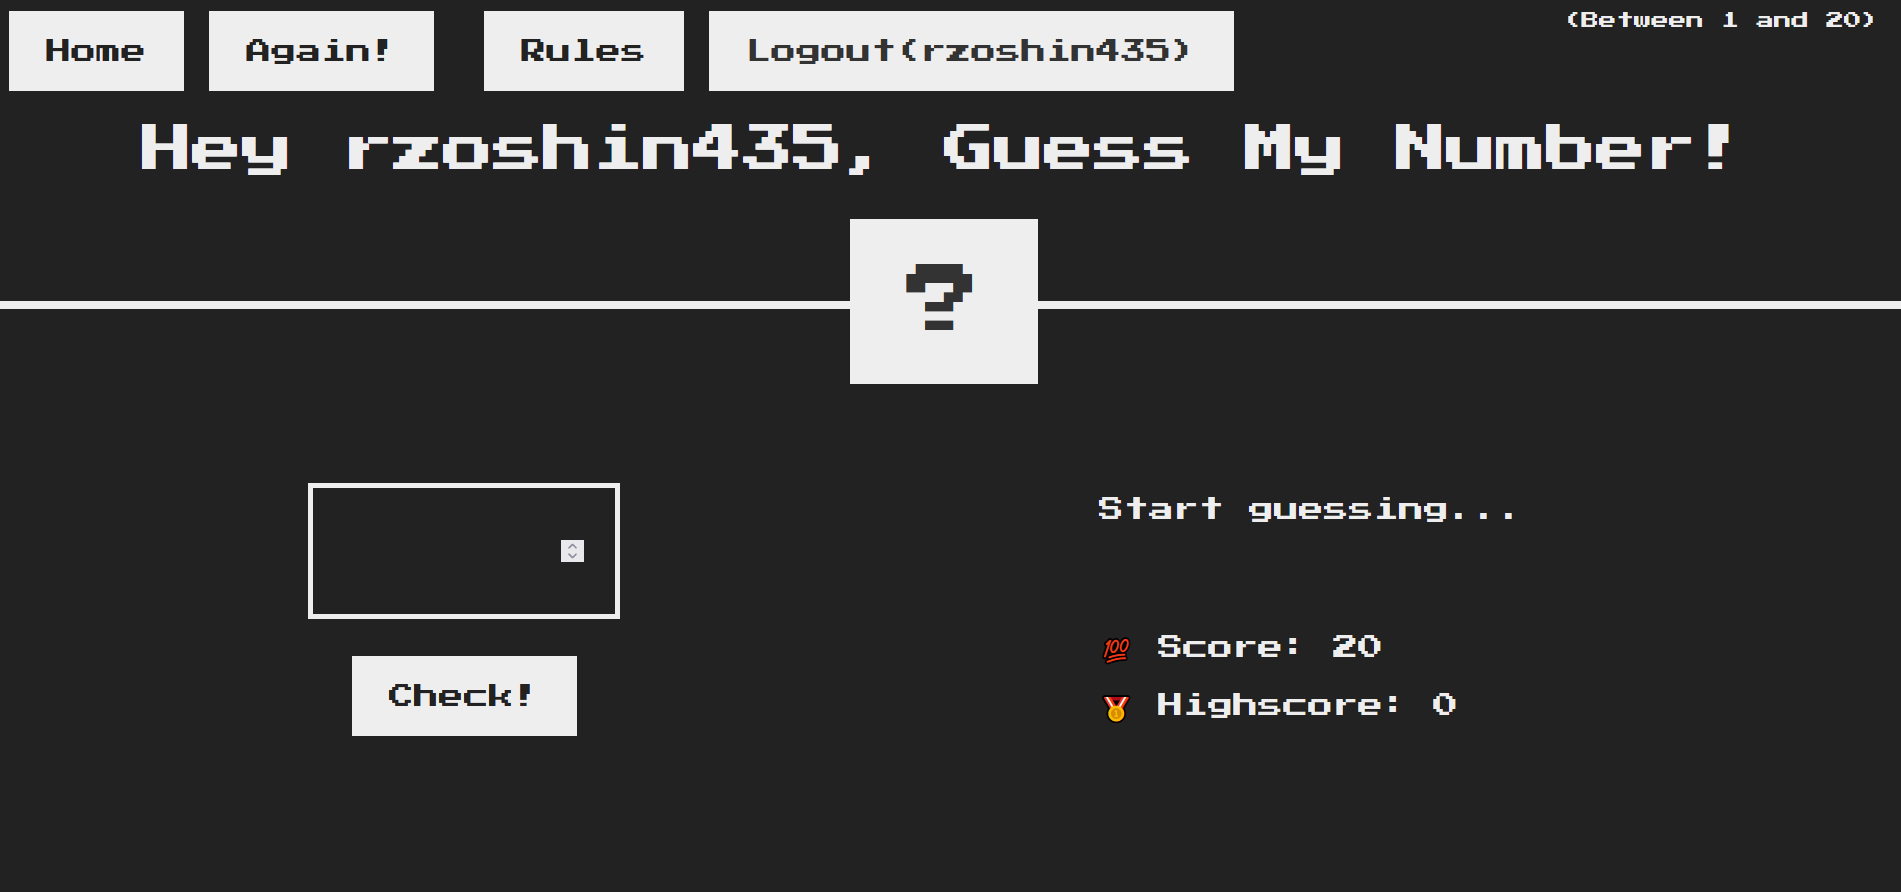 Home Again! Rules Logout(rzoshin435) (Between 1 and 20)
Hey rzoshin435, Guess My Number!
?
Start guessing...
Check!
💯 Score: 20
🥇 Highscore: 0